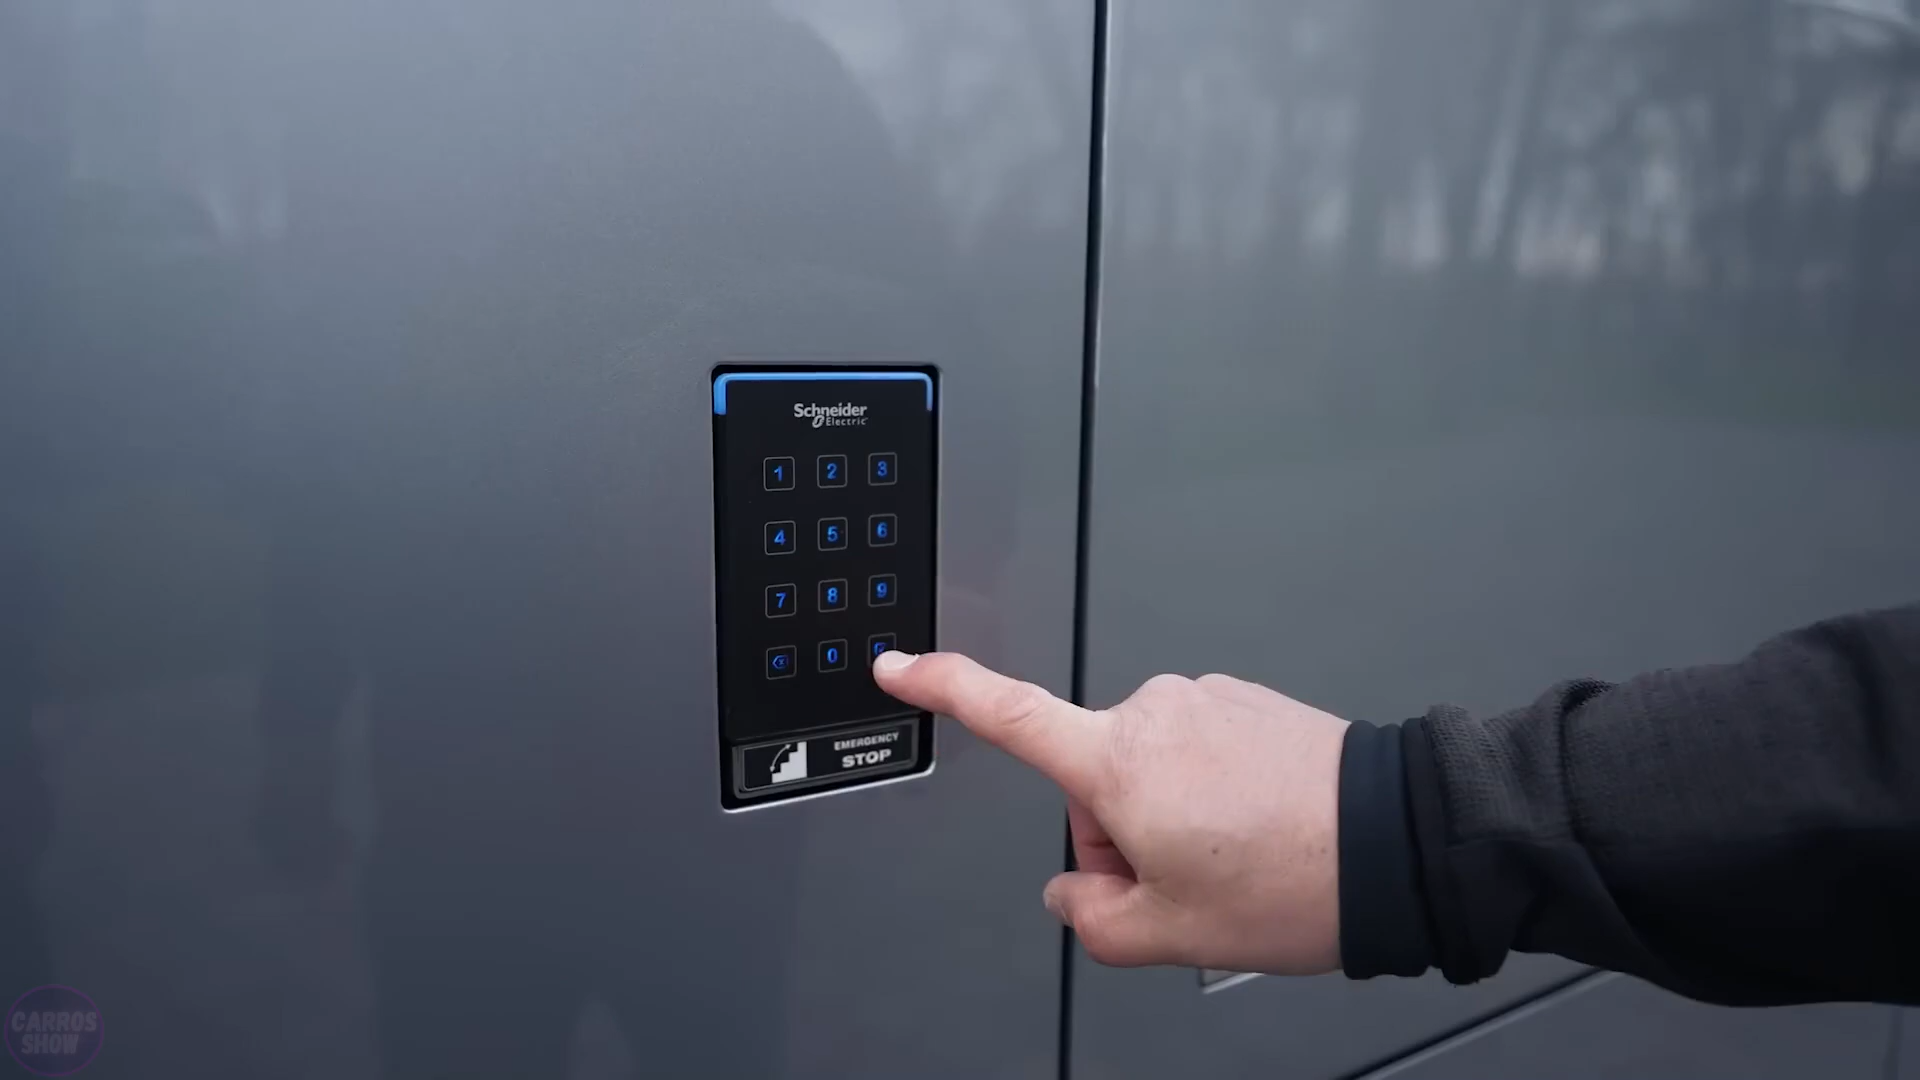 Schneider
Electric
1 2 3
4 5 6
7 8 9
0
EMERGENCY
STOP
CARROS
SHOW